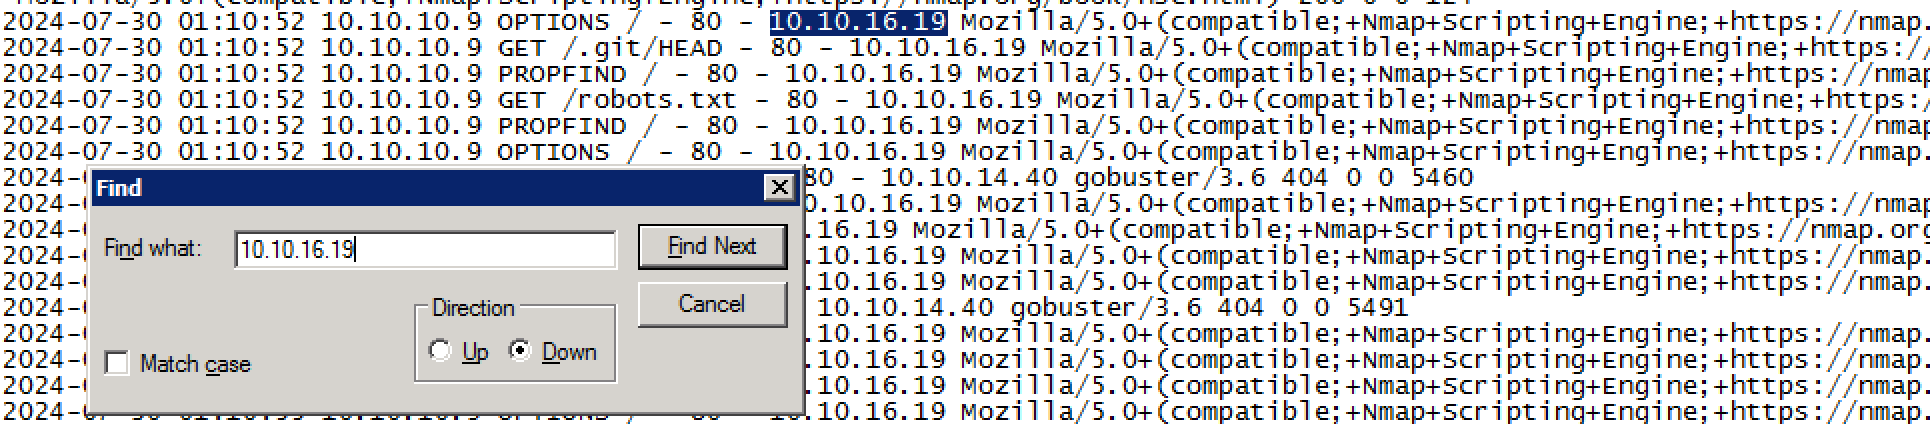 2024-07-30 01:10:52 10.10.10.9 OPTIONS / - 80 - 10.10.16.19 Mozilla/5.0+(compatible;+Nmap+Scripting+Engine;+https://nmap.
2024-07-30 01:10:52 10.10.10.9 GET /.git/HEAD - 80 - 10.10.16.19 Mozilla/5.0+(compatible;+Nmap+Scripting+Engine;+https:/
2024-07-30 01:10:52 10.10.10.9 PROPFIND / - 80 - 10.10.16.19 Mozilla/5.0+(compatible;+Nmap+Scripting+Engine;+https://nmap
2024-07-30 01:10:52 10.10.10.9 GET /robots.txt - 80 - 10.10.16.19 Mozilla/5.0+(compatible;+Nmap+Scripting+Engine;+https:/
2024-07-30 01:10:52 10.10.10.9 PROPFIND / - 80 - 10.10.16.19 Mozilla/5.0+(compatible;+Nmap+Scripting+Engine;+https://nmap
2024-07-30 01:10:52 10.10.10.9 OPTIONS / - 80 - 10.10.16.19 Mozilla/5.0+(compatible;+Nmap+Scripting+Engine;+https://nmap.
2024- 80 - 10.10.14.40 gobuster/3.6 404 0 0 5460
2024- 0.10.16.19 Mozilla/5.0+(compatible;+Nmap+Scripting+Engine;+https://nmap
2024- .16.19 Mozilla/5.0+(compatible;+Nmap+Scripting+Engine;+https://nmap.org
2024- .10.16.19 Mozilla/5.0+(compatible;+Nmap+Scripting+Engine;+https://nmap.
2024- .10.16.19 Mozilla/5.0+(compatible;+Nmap+Scripting+Engine;+https://nmap.
2024- 10.10.14.40 gobuster/3.6 404 0 0 5491
2024- .10.16.19 Mozilla/5.0+(compatible;+Nmap+Scripting+Engine;+https://nmap.
2024- .10.16.19 Mozilla/5.0+(compatible;+Nmap+Scripting+Engine;+https://nmap.
2024- .10.16.19 Mozilla/5.0+(compatible;+Nmap+Scripting+Engine;+https://nmap.
2024- .10.16.19 Mozilla/5.0+(compatible;+Nmap+Scripting+Engine;+https://nmap.
Find
Find what: 10.10.16.19
Find Next
Cancel
Direction
Up Down
Match case